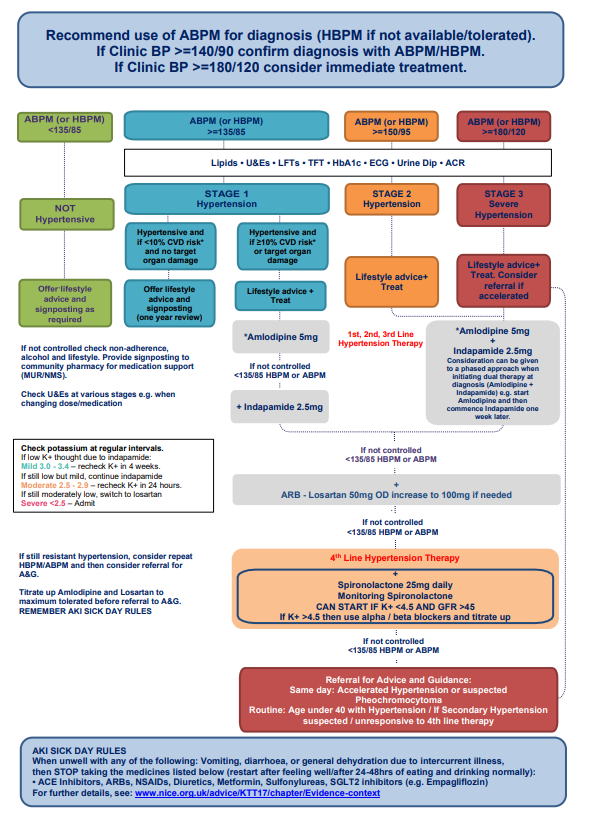 Recommend use of ABPM for diagnosis (HBPM if not available/tolerated).
If Clinic BP >=140/90 confirm diagnosis with ABPM/HBPM.
If Clinic BP >=180/120 consider immediate treatment.
ABPM (or HBPM)
<135/85
ABPM (or HBPM)
>=135/85
ABPM (or HBPM)
>=150/95
ABPM (or HBPM)
>=180/120
Lipids • U&Es • LFTs • TFT • HbA1c • ECG • Urine Dip • ACR
NOT
Hypertensive
STAGE 1
Hypertension
STAGE 2
Hypertension
STAGE 3
Severe
Hypertension
Hypertensive and
if <10% CVD risk*
and no target
organ damage
Hypertensive and
if ≥10% CVD risk*
or target organ
damage
Lifestyle advice+
Treat
Lifestyle advice+
Treat. Consider
referral if
accelerated
Offer lifestyle
advice and
signposting as
required
Offer lifestyle
advice and
signposting
(one year review)
Lifestyle advice +
Treat
*Amlodipine 5mg
1st, 2nd, 3rd Line
Hypertension Therapy
*Amlodipine 5mg
+
Indapamide 2.5mg
Consideration can be given
to a phased approach when
initiating dual therapy at
diagnosis (Amlodipine +
Indapamide) e.g. start
Amlodipine and then
commence Indapamide one
week later.
If not controlled
<135/85 HBPM or ABPM
+ Indapamide 2.5mg
If not controlled check non-adherence,
alcohol and lifestyle. Provide signposting to
community pharmacy for medication support
(MUR/NMS).
Check U&Es at various stages e.g. when
changing dose/medication
Check potassium at regular intervals.
If low K+ thought due to indapamide:
Mild 3.0 - 3.4 – recheck K+ in 4 weeks.
If still low but mild, continue indapamide
Moderate 2.5 - 2.9 – recheck K+ in 24 hours.
If still moderately low, switch to losartan
Severe <2.5 – Admit
If not controlled
<135/85 HBPM or ABPM
+
ARB - Losartan 50mg OD increase to 100mg if needed
If not controlled
<135/85 HBPM or ABPM
If still resistant hypertension, consider repeat
HBPM/ABPM and then consider referral for
A&G.
Titrate up Amlodipine and Losartan to
maximum tolerated before referral to A&G.
REMEMBER AKI SICK DAY RULES
4th Line Hypertension Therapy
+
Spironolactone 25mg daily
Monitoring Spironolactone
CAN START IF K+ <4.5 AND GFR >45
If K+ >4.5 then use alpha / beta blockers and titrate up
If not controlled
<135/85 HBPM or ABPM
Referral for Advice and Guidance:
Same day: Accelerated Hypertension or suspected
Pheochromocytoma
Routine: Age under 40 with Hypertension / If Secondary Hypertension
suspected / unresponsive to 4th line therapy
AKI SICK DAY RULES
When unwell with any of the following: Vomiting, diarrhoea, or general dehydration due to intercurrent illness,
then STOP taking the medicines listed below (restart after feeling well/after 24-48hrs of eating and drinking normally):
• ACE Inhibitors, ARBs, NSAIDs, Diuretics, Metformin, Sulfonylureas, SGLT2 inhibitors (e.g. Empagliflozin)
For further details, see: www.nice.org.uk/advice/KTT17/chapter/Evidence-context